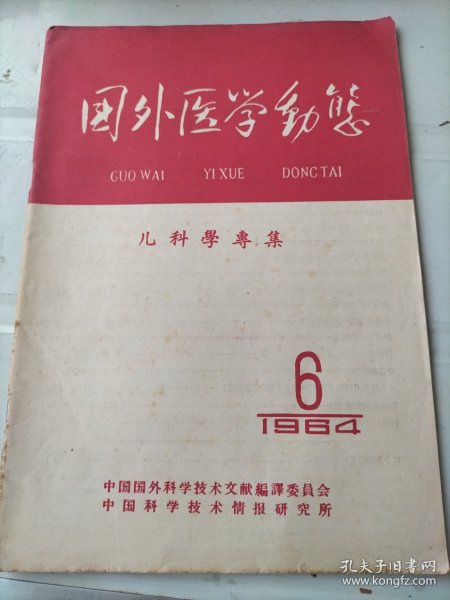 国外医学動態
GUO WAI YI XUE DONG TAI
儿科學專集
6
1964
中国国外科学技术文献編譯委員会
中国科学技术情报研究所
孔夫子旧书网
www.kongfz.com